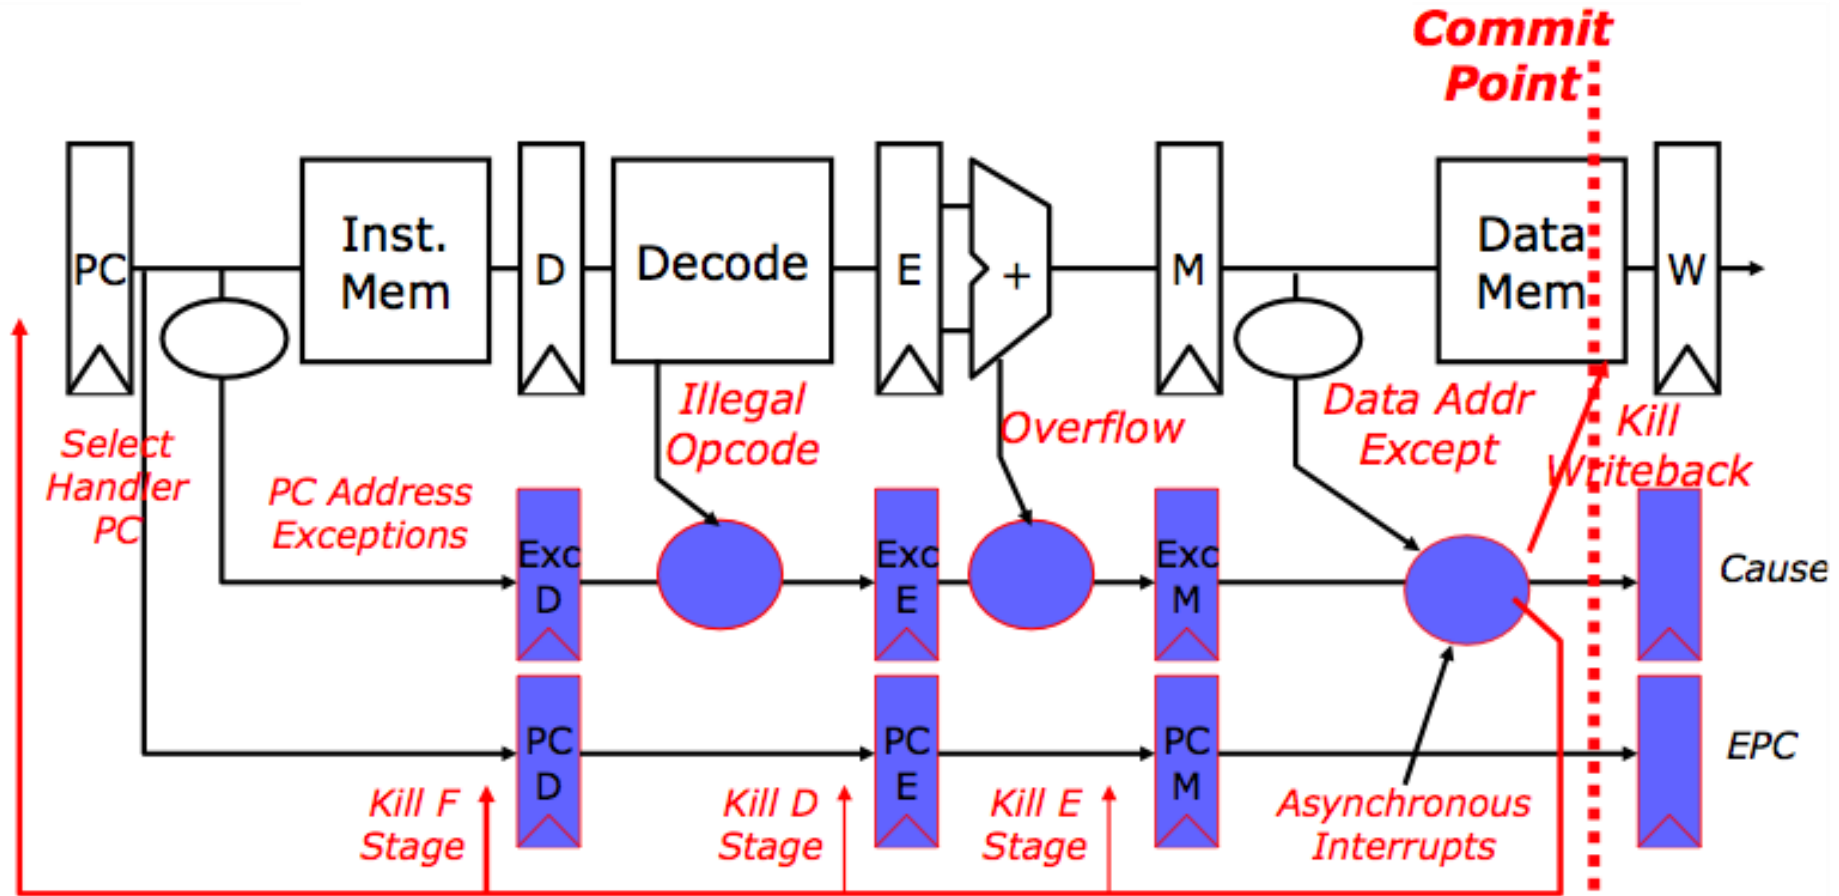 Commit
Point
PC
Inst.
Mem
D
Decode
E
+
M
Data
Mem
W
Select
Handler
PC
PC Address
Exceptions
Illegal
Opcode
Overflow
Data Addr
Except
Kill
Writeback
Exc
D
Exc
E
Exc
M
Cause
PC
D
PC
E
PC
M
EPC
Kill F
Stage
Kill D
Stage
Kill E
Stage
Asynchronous
Interrupts